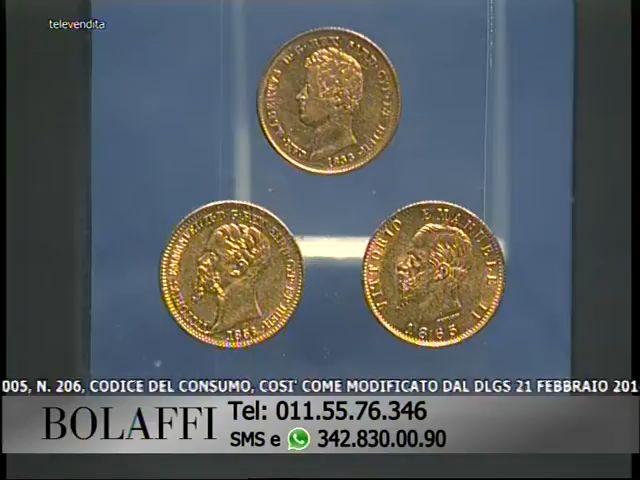 televendita
VITTORIO EMANUELE II
1865
005, N. 206, CODICE DEL CONSUMO, COSI' COME MODIFICATO DAL DLGS 21 FEBBRAIO 201
BOLAFFI
Tel: 011.55.76.346
SMS e 342.830.00.90